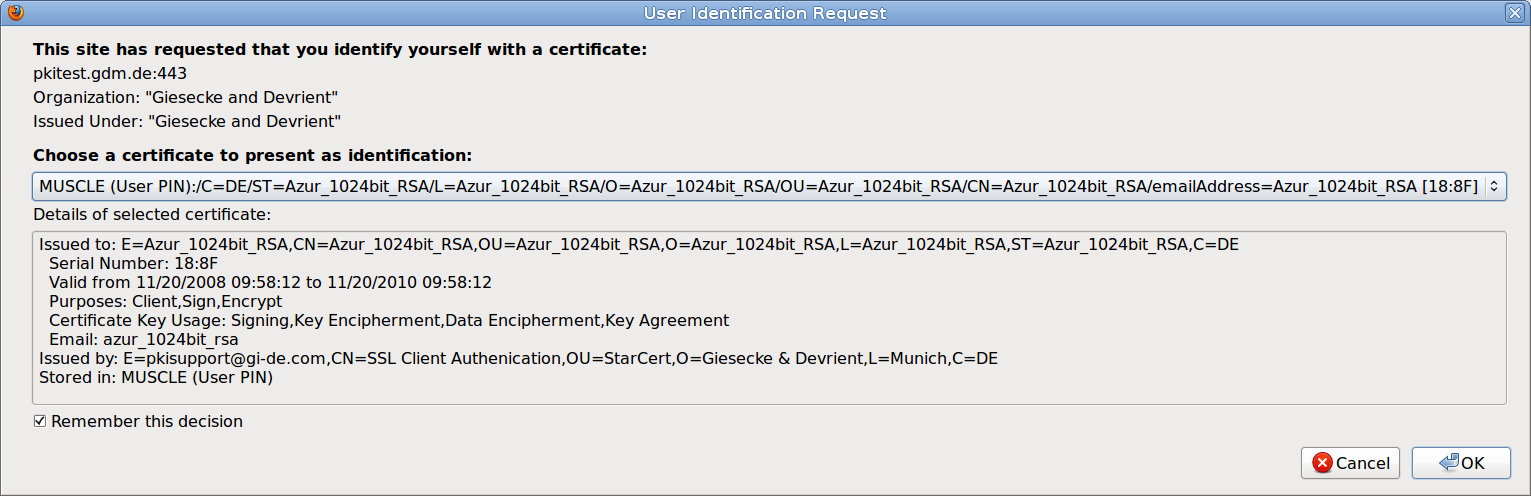 User Identification Request
This site has requested that you identify yourself with a certificate:
pkitest.gdm.de:443
Organization: "Giesecke and Devrient"
Issued Under: "Giesecke and Devrient"
Choose a certificate to present as identification:
MUSCLE (User PIN):/C=DE/ST=Azur_1024bit_RSA/L=Azur_1024bit_RSA/O=Azur_1024bit_RSA/OU=Azur_1024bit_RSA/CN=Azur_1024bit_RSA/emailAddress=Azur_1024bit_RSA [18:8F]
Details of selected certificate:
Issued to: E=Azur_1024bit_RSA,CN=Azur_1024bit_RSA,OU=Azur_1024bit_RSA,O=Azur_1024bit_RSA,L=Azur_1024bit_RSA,ST=Azur_1024bit_RSA,C=DE
Serial Number: 18:8F
Valid from 11/20/2008 09:58:12 to 11/20/2010 09:58:12
Purposes: Client,Sign,Encrypt
Certificate Key Usage: Signing,Key Encipherment,Data Encipherment,Key Agreement
Email: azur_1024bit_rsa
Issued by: E=pkisupport@gi-de.com,CN=SSL Client Authenication,OU=StarCert,O=Giesecke & Devrient,L=Munich,C=DE
Stored in: MUSCLE (User PIN)
Remember this decision
Cancel OK